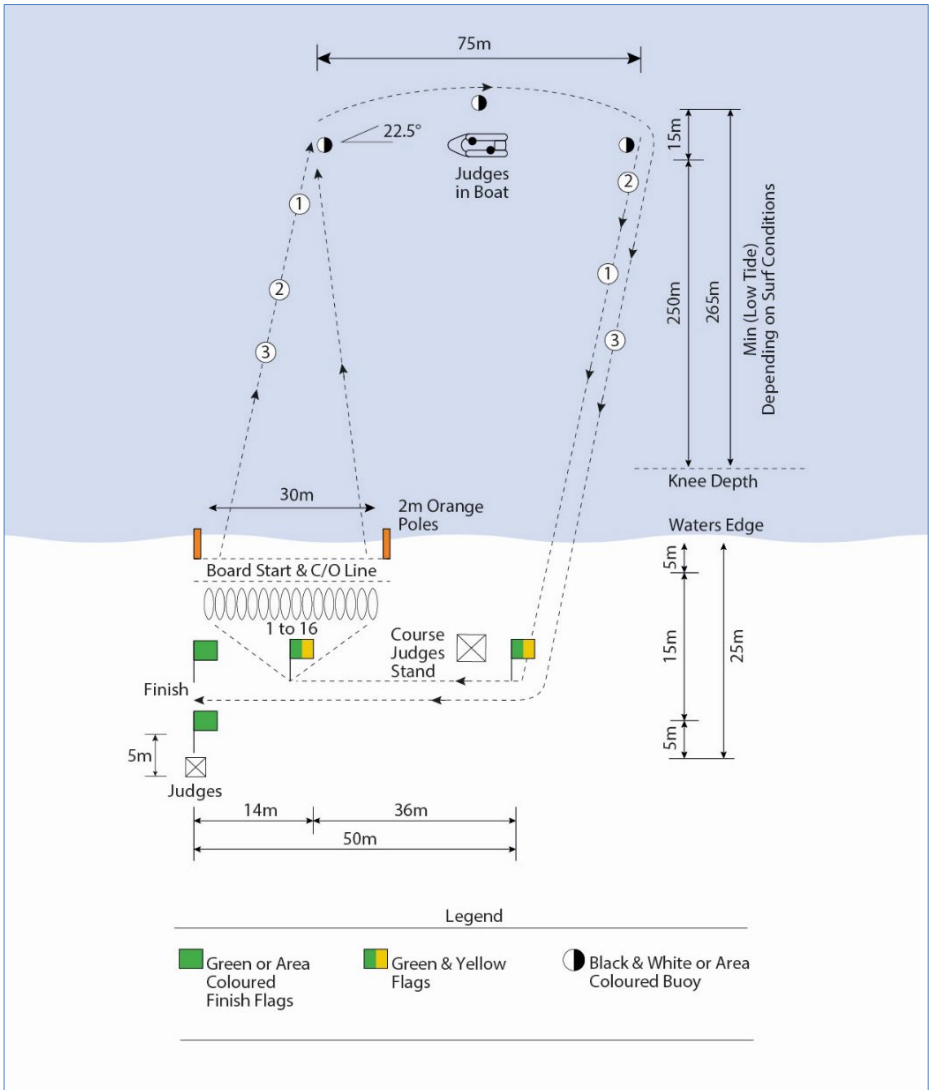 75m
22.5°
15m
Judges
in Boat
1
2
3
2
1
3
250m
265m
Min (Low Tide)
Depending on Surf Conditions
Knee Depth
30m
2m Orange
Poles
Waters Edge
Board Start & C/O Line
1 to 16
Course
Judges
Stand
5m
15m
25m
5m
Finish
5m
Judges
14m
36m
50m
Legend
Green or Area
Coloured
Finish Flags
Green & Yellow
Flags
Black & White or Area
Coloured Buoy